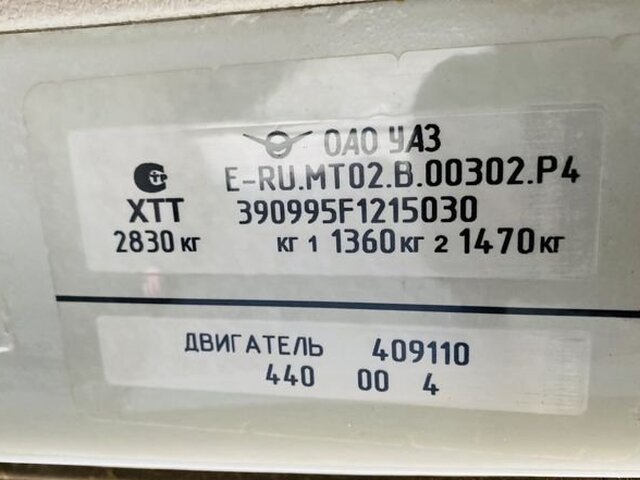 ОАО УАЗ
E-RU.MT02.B.00302.P4
XTT 390995F1215030
2830 кг кг 1 1360 кг 2 1470 кг
ДВИГАТЕЛЬ 409110
440 00 4